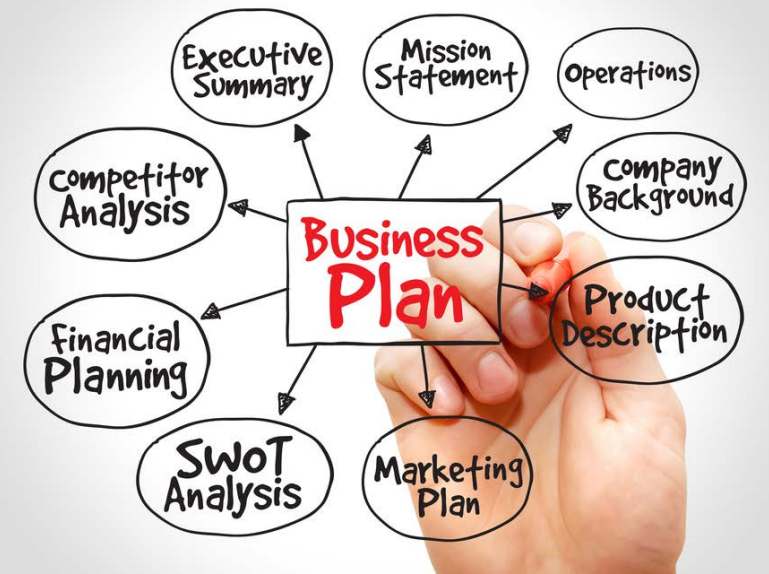 Executive
Summary
Mission
Statement
Operations
Competitor
Analysis
Company
Background
Business
Plan
Product
Description
Financial
Planning
SWOT
Analysis
Marketing
Plan